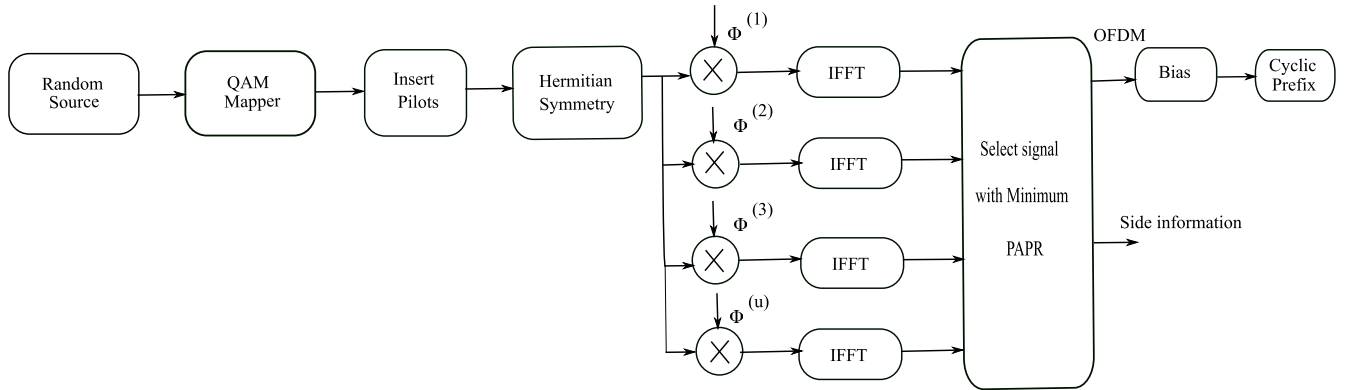 Random
Source
QAM
Mapper
Insert
Pilots
Hermitian
Symmetry
Φ (1)
Φ (2)
Φ (3)
Φ (u)
IFFT
IFFT
IFFT
IFFT
Select signal
with Minimum
PAPR
OFDM
Bias
Cyclic
Prefix
Side information